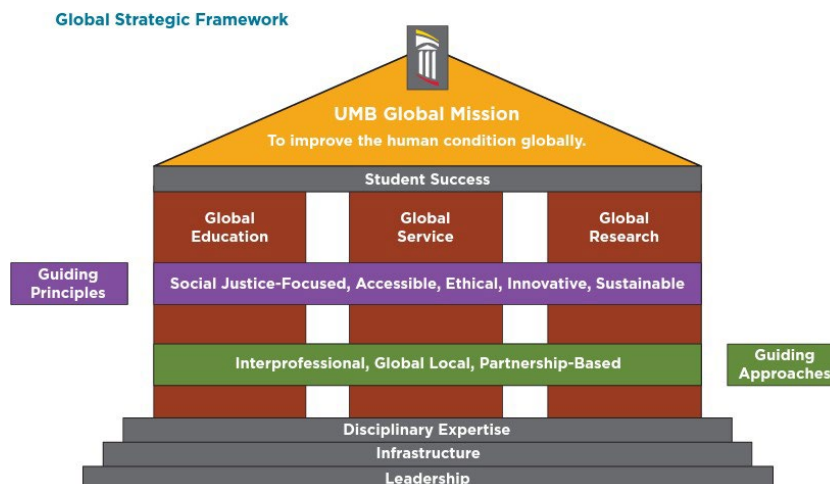 Global Strategic Framework
UMB Global Mission
To improve the human condition globally.
Student Success
Global
Education
Global
Service
Global
Research
Guiding
Principles
Social Justice-Focused, Accessible, Ethical, Innovative, Sustainable
Interprofessional, Global Local, Partnership-Based
Guiding
Approaches
Disciplinary Expertise
Infrastructure
Leadership